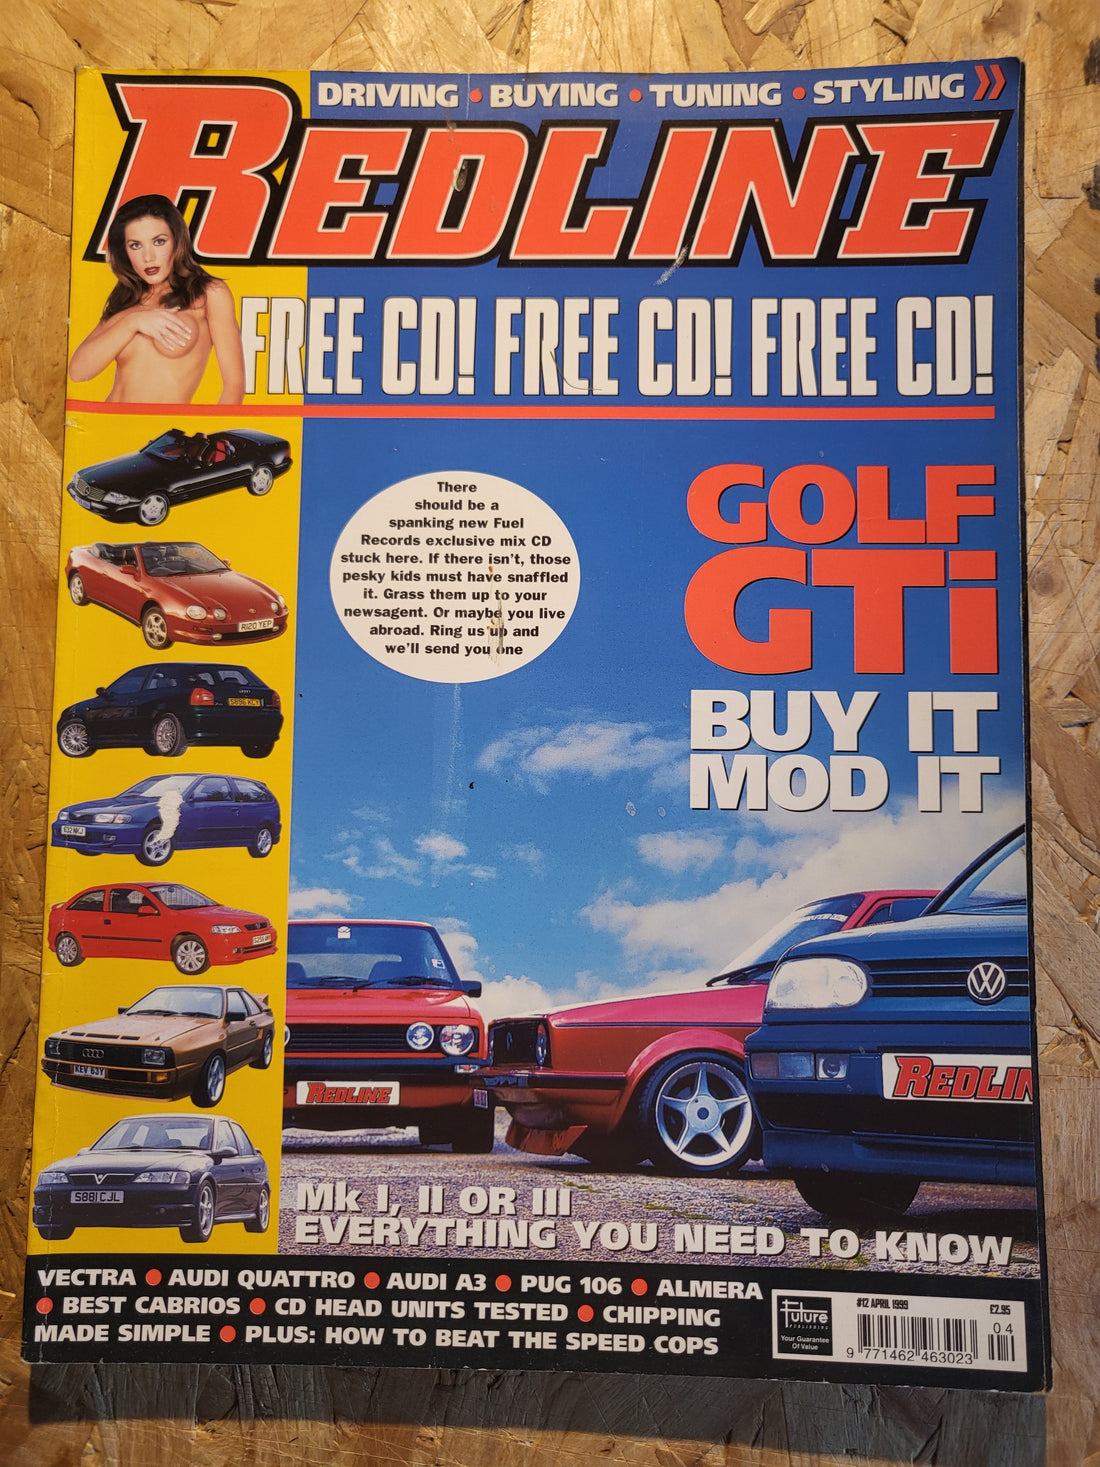 DRIVING • BUYING • TUNING • STYLING »
REDLINE
FREE CD! FREE CD! FREE CD!
There
should be a
spanking new Fuel
Records exclusive mix CD
stuck here. If there isn't, those
pesky kids must have snaffled
it. Grass them up to your
newsagent. Or maybe you live
abroad. Ring us up and
we'll send you one
GOLF
GTi
BUY IT
MOD IT
R120 YEP
KEV 63Y
S881 CJL
REDLINE
REDLIN
Mk I, II OR III
EVERYTHING YOU NEED TO KNOW
VECTRA • AUDI QUATTRO • AUDI A3 • PUG 106 • ALMERA
• BEST CABRIOS • CD HEAD UNITS TESTED • CHIPPING
MADE SIMPLE • PLUS: HOW TO BEAT THE SPEED COPS
Future
PUBLISHING
Your Guarantee
Of Value
#12 APRIL 1999 £2.95
04
9 771462 463023